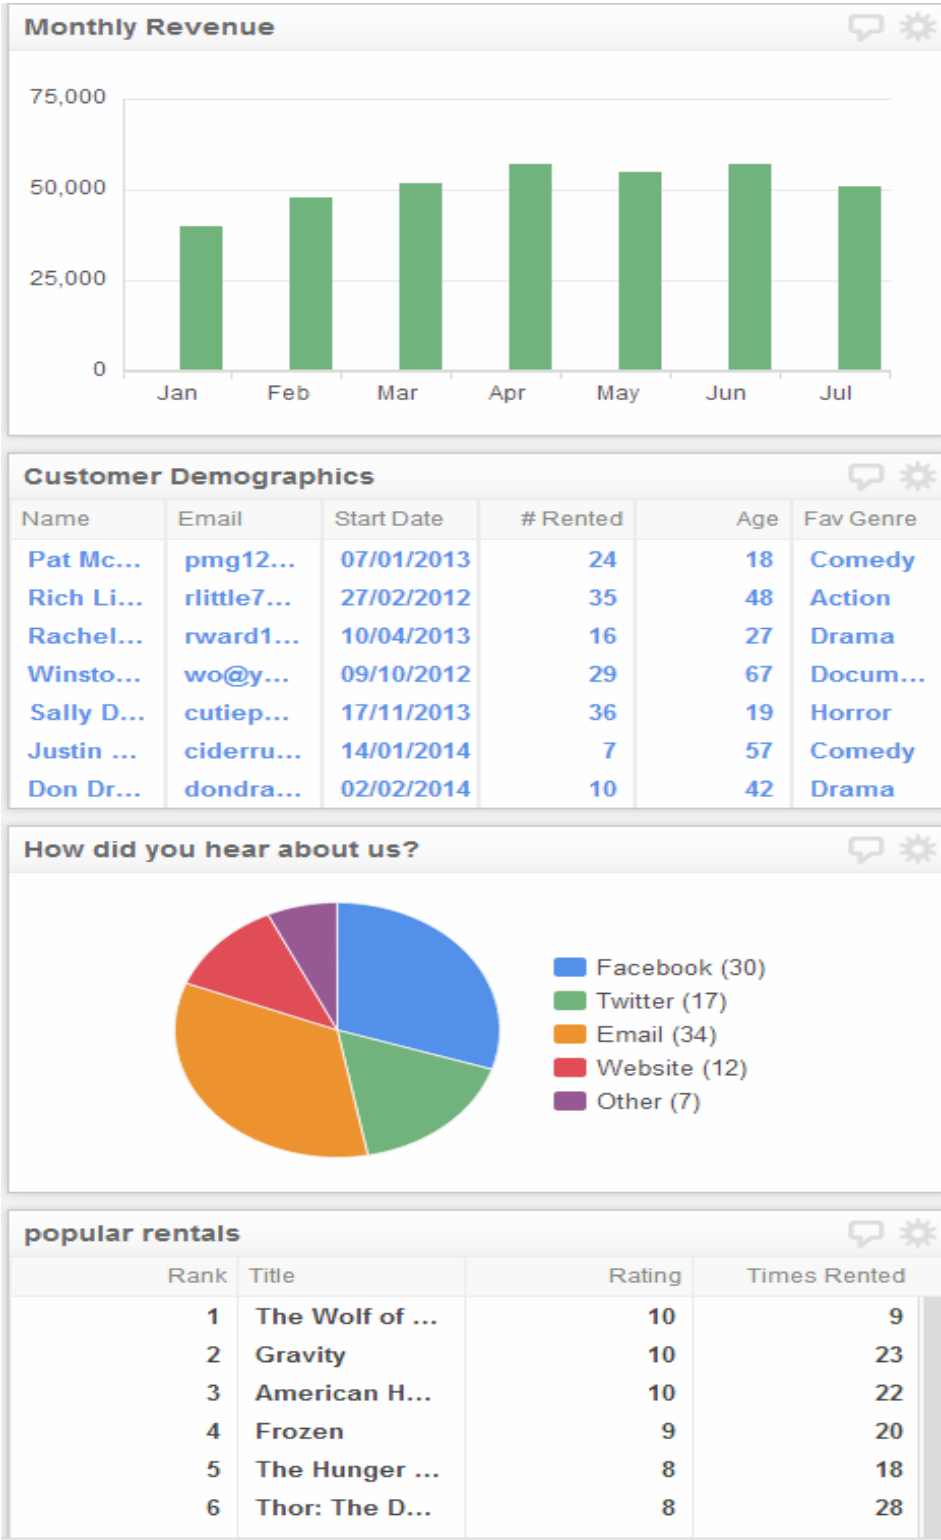 Monthly Revenue
75,000
50,000
25,000
0
Jan Feb Mar Apr May Jun Jul
Customer Demographics
Name Email Start Date # Rented Age Fav Genre
Pat Mc... pmg12... 07/01/2013 24 18 Comedy
Rich Li... rlittle7... 27/02/2012 35 48 Action
Rachel... rward1... 10/04/2013 16 27 Drama
Winsto... wo@y... 09/10/2012 29 67 Docum...
Sally D... cutiep... 17/11/2013 36 19 Horror
Justin ... ciderru... 14/01/2014 7 57 Comedy
Don Dr... dondra... 02/02/2014 10 42 Drama
How did you hear about us?
Facebook (30)
Twitter (17)
Email (34)
Website (12)
Other (7)
popular rentals
Rank Title Rating Times Rented
1 The Wolf of ... 10 9
2 Gravity 10 23
3 American H... 10 22
4 Frozen 9 20
5 The Hunger ... 8 18
6 Thor: The D... 8 28